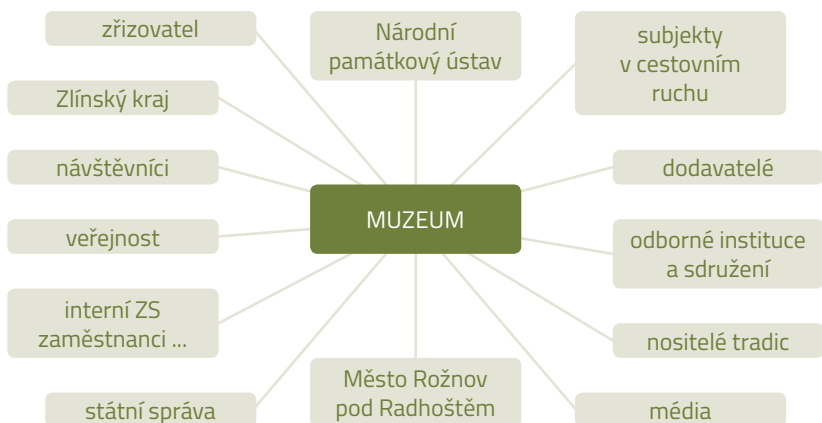 zřizovatel
Národní
památkový ústav
subjekty
v cestovním
ruchu
Zlínský kraj
návštěvníci
dodavatelé
MUZEUM
veřejnost
odborné instituce
a sdružení
interní ZS
zaměstnanci ...
nositelé tradic
státní správa
Město Rožnov
pod Radhoštěm
média